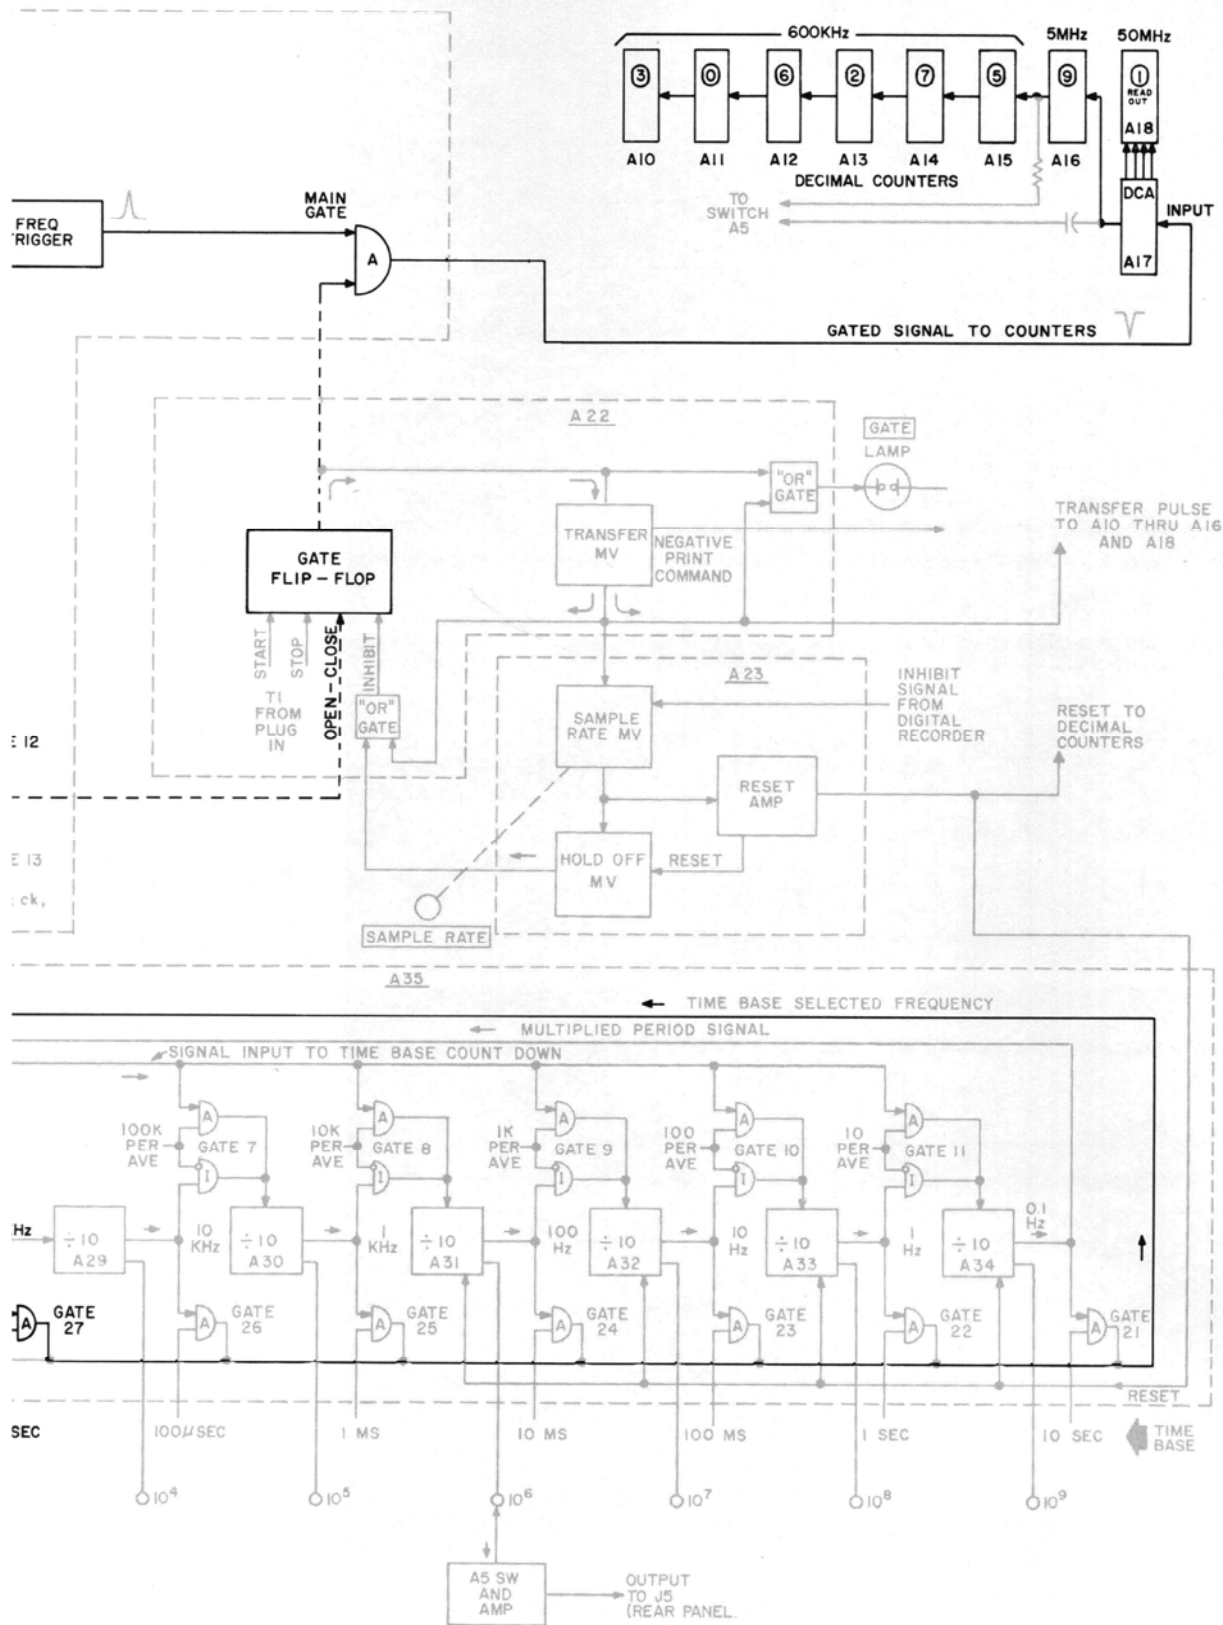 600KHz
5MHz
50MHz
3
0
6
2
7
5
9
1
READ
OUT
A18
A10
A11
A12
A13
A14
A15
A16
DECIMAL COUNTERS
TO
SWITCH
A5
DCA
A17
INPUT
MAIN
GATE
FREQ
TRIGGER
A
GATED SIGNAL TO COUNTERS
A22
GATE
LAMP
"OR"
GATE
TRANSFER
MV
NEGATIVE
PRINT
COMMAND
TRANSFER PULSE
TO A10 THRU A16
AND A18
GATE
FLIP-FLOP
START
STOP
OPEN-CLOSE
INHIBIT
TI
FROM
PLUG
IN
"OR"
GATE
A23
SAMPLE
RATE MV
INHIBIT
SIGNAL
FROM
DIGITAL
RECORDER
RESET TO
DECIMAL
COUNTERS
E 12
RESET
AMP
E 13
ck,
HOLD OFF
MV
RESET
SAMPLE RATE
A35
TIME BASE SELECTED FREQUENCY
MULTIPLIED PERIOD SIGNAL
SIGNAL INPUT TO TIME BASE COUNT DOWN
100K
PER
AVE
A
GATE 7
I
10K
PER
AVE
A
GATE 8
I
1K
PER
AVE
A
GATE 9
I
100
PER
AVE
A
GATE 10
I
10
PER
AVE
A
GATE 11
I
Hz
÷10
A29
10
KHz
÷10
A30
1
KHz
÷10
A31
100
Hz
÷10
A32
10
Hz
÷10
A33
1
Hz
÷10
A34
0.1
Hz
A
GATE
27
A
GATE
26
A
GATE
25
A
GATE
24
A
GATE
23
A
GATE
22
A
GATE
21
RESET
SEC
100μSEC
1 MS
10 MS
100 MS
1 SEC
10 SEC
TIME
BASE
10⁴
10⁵
10⁶
10⁷
10⁸
10⁹
A5 SW
AND
AMP
OUTPUT
TO J5
(REAR PANEL.